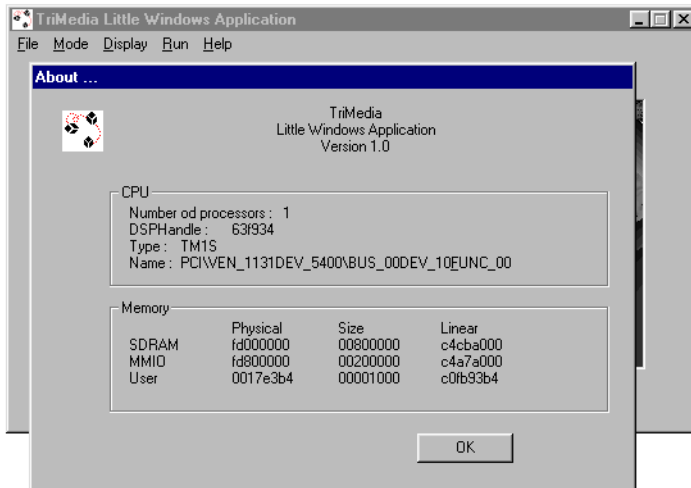 TriMedia Little Windows Application
File Mode Display Run Help
About ...
TriMedia
Little Windows Application
Version 1.0
CPU
Number od processors : 1
DSPHandle : 63f934
Type : TM1S
Name : PCI\VEN_1131DEV_5400\BUS_00DEV_10FUNC_00
Memory
Physical Size Linear
SDRAM fd000000 00800000 c4cba000
MMIO fd800000 00200000 c4a7a000
User 0017e3b4 00001000 c0fb93b4
OK